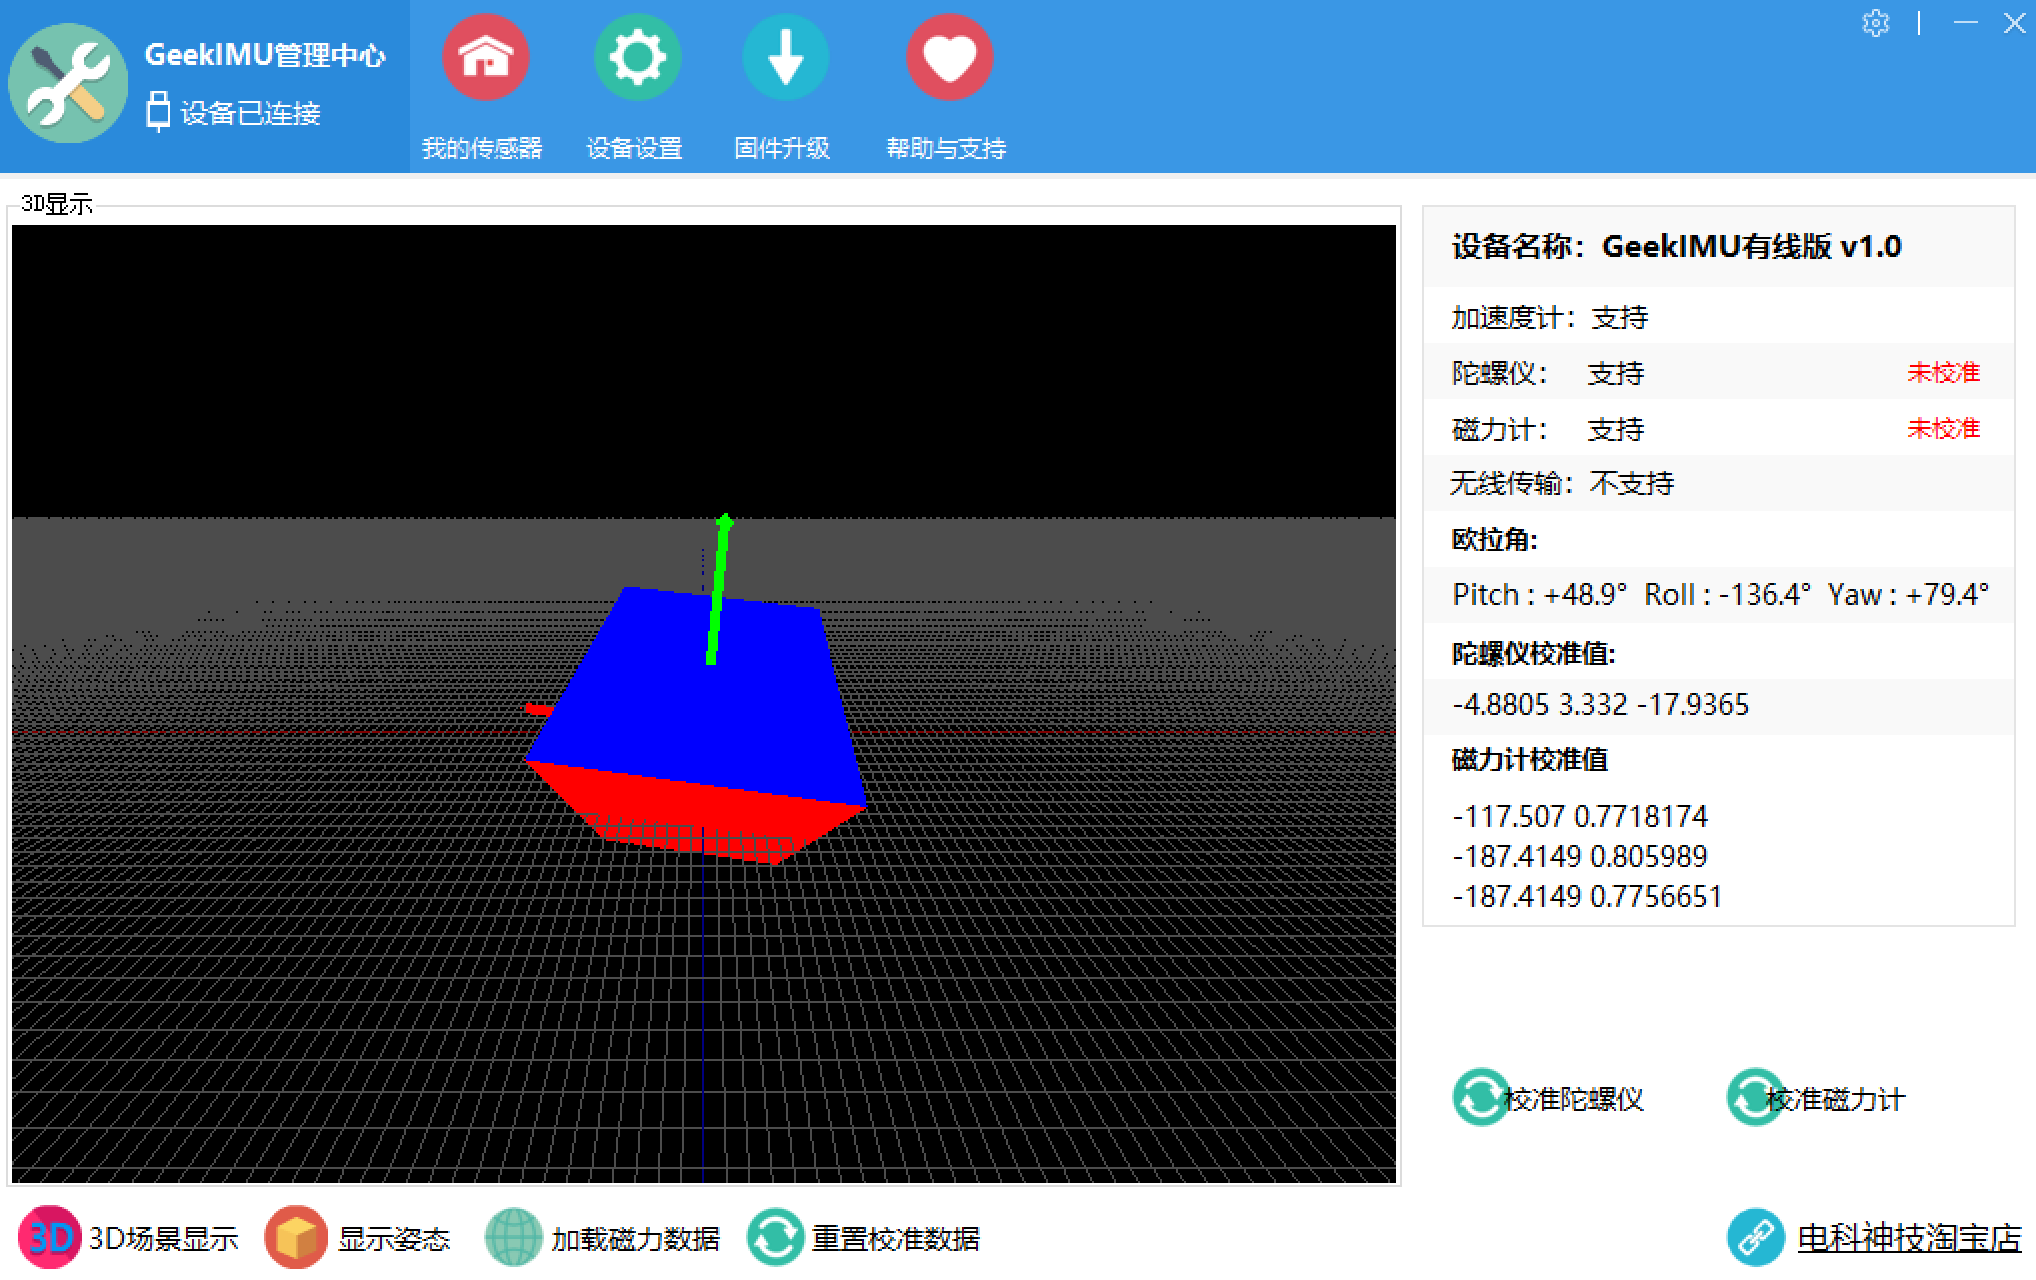 GeekIMU管理中心
设备已连接
我的传感器 设备设置 固件升级 帮助与支持
3D显示
设备名称：GeekIMU有线版 v1.0
加速度计：支持
陀螺仪： 支持 未校准
磁力计： 支持 未校准
无线传输：不支持
欧拉角:
Pitch : +48.9° Roll : -136.4° Yaw : +79.4°
陀螺仪校准值:
-4.8805 3.332 -17.9365
磁力计校准值
-117.507 0.7718174
-187.4149 0.805989
-187.4149 0.7756651
校准陀螺仪 校准磁力计
3D 3D场景显示 显示姿态 加载磁力数据 重置校准数据 电科神技淘宝店